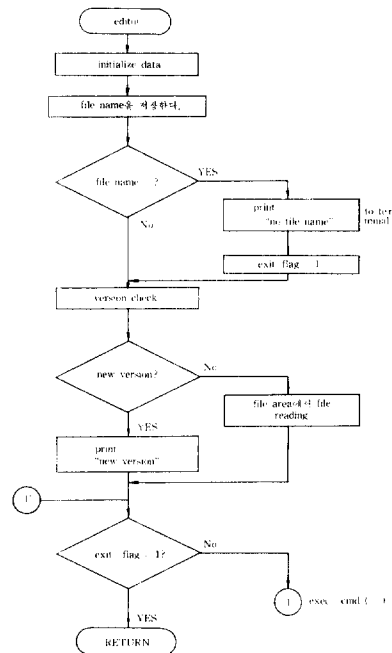 editor
initialize data
file name을 저장한다.
file name ?
YES
No
print
"no file name"
to ter
minal
exit flag 1
version check
new version?
No
YES
file area에서 file
reading
print
"new version"
exit flag 1?
No
YES
exec cmd ( )
RETURN